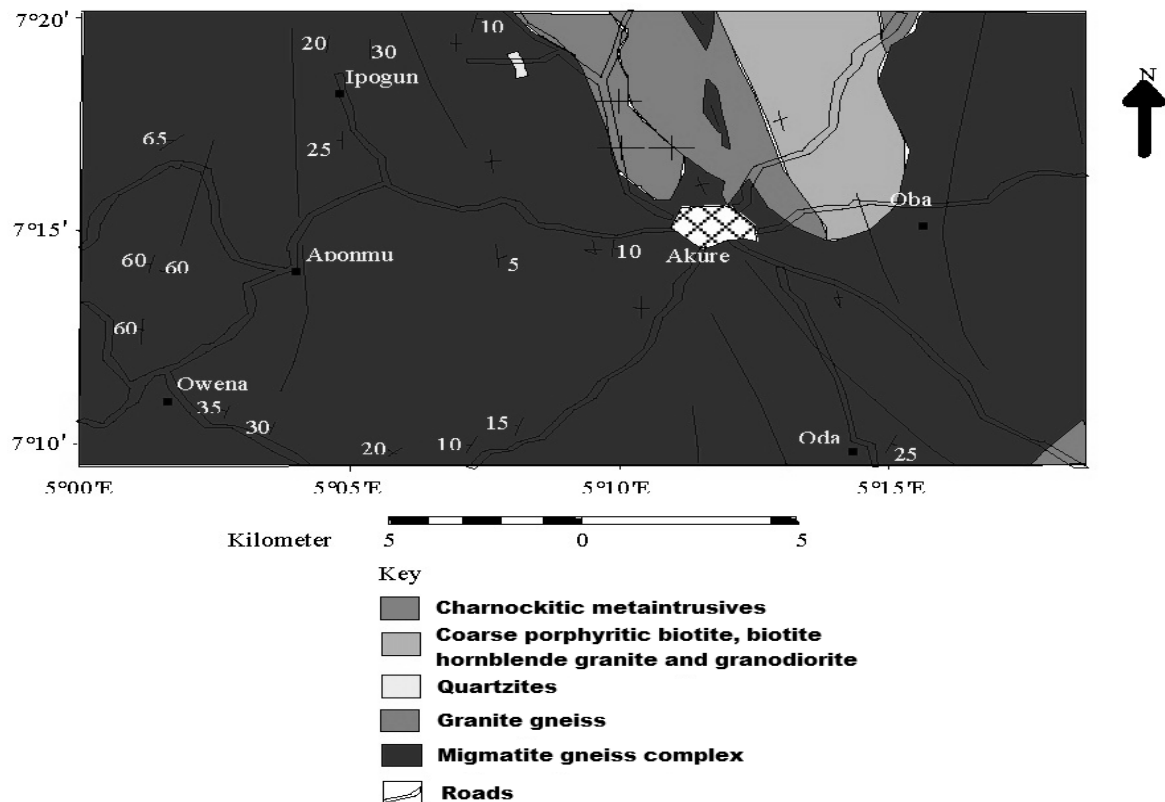 7°20'
10
20
30
N
Ipogun
65
25
Oba
7°15'
10
Akure
Aponmu
5
60
60
60
Owena
35
30
15
10
20
Oda
25
7°10'
5°00'E
5°05'E
5°10'E
5°15'E
Kilometer
5
0
5
Key
Charnockitic metaintrusives
Coarse porphyritic biotite, biotite
hornblende granite and granodiorite
Quartzites
Granite gneiss
Migmatite gneiss complex
Roads